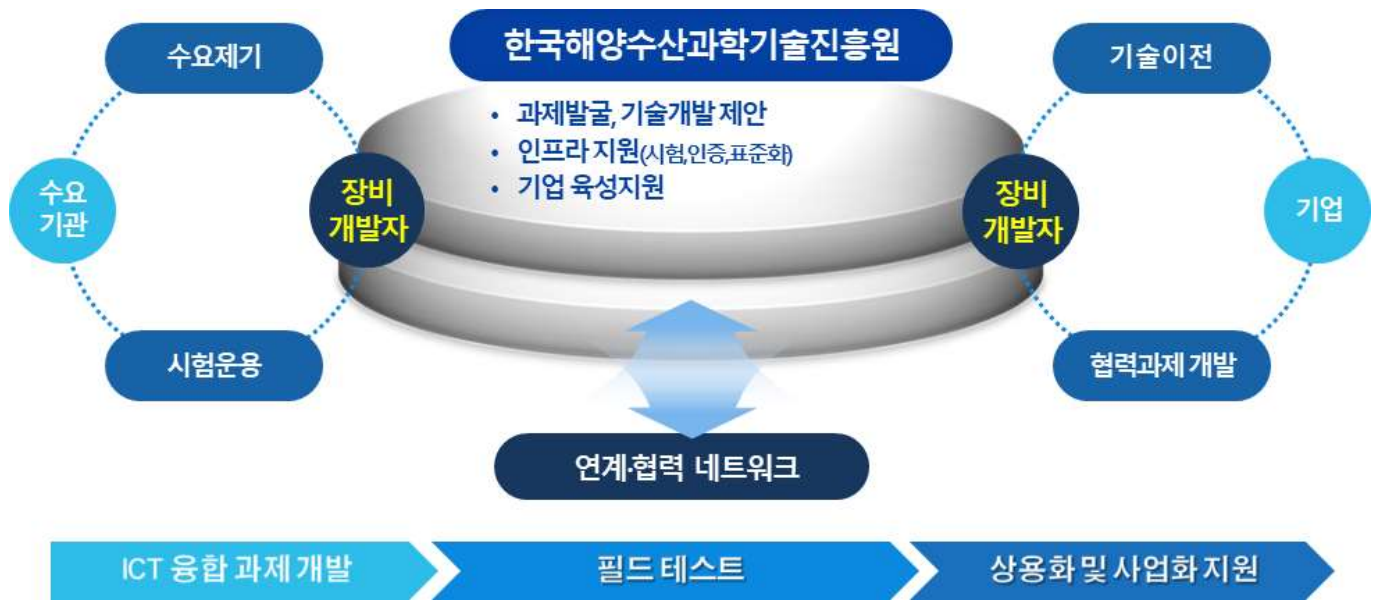 한국해양수산과학기술진흥원
• 과제발굴, 기술개발 제안
• 인프라 지원(시험,인증,표준화)
• 기업 육성지원
수요제기
수요
기관
장비
개발자
시험운용
기술이전
장비
개발자
기업
협력과제 개발
연계·협력 네트워크
ICT 융합 과제 개발
필드 테스트
상용화 및 사업화 지원